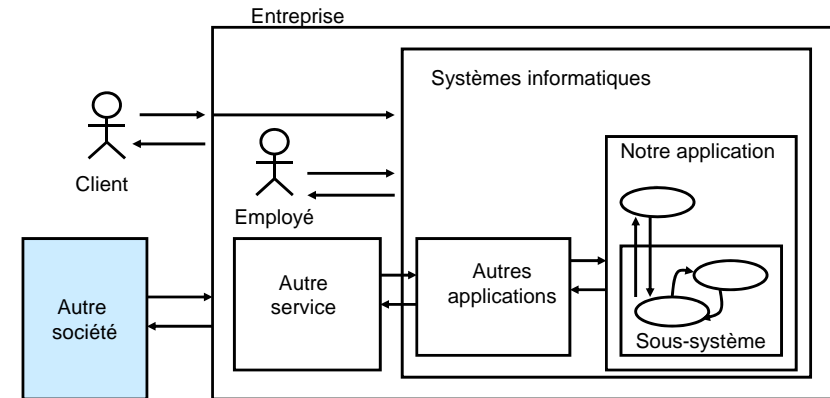 Entreprise
Systèmes informatiques
Notre application
Client
Employé
Autre
service
Autres
applications
Autre
société
Sous-système